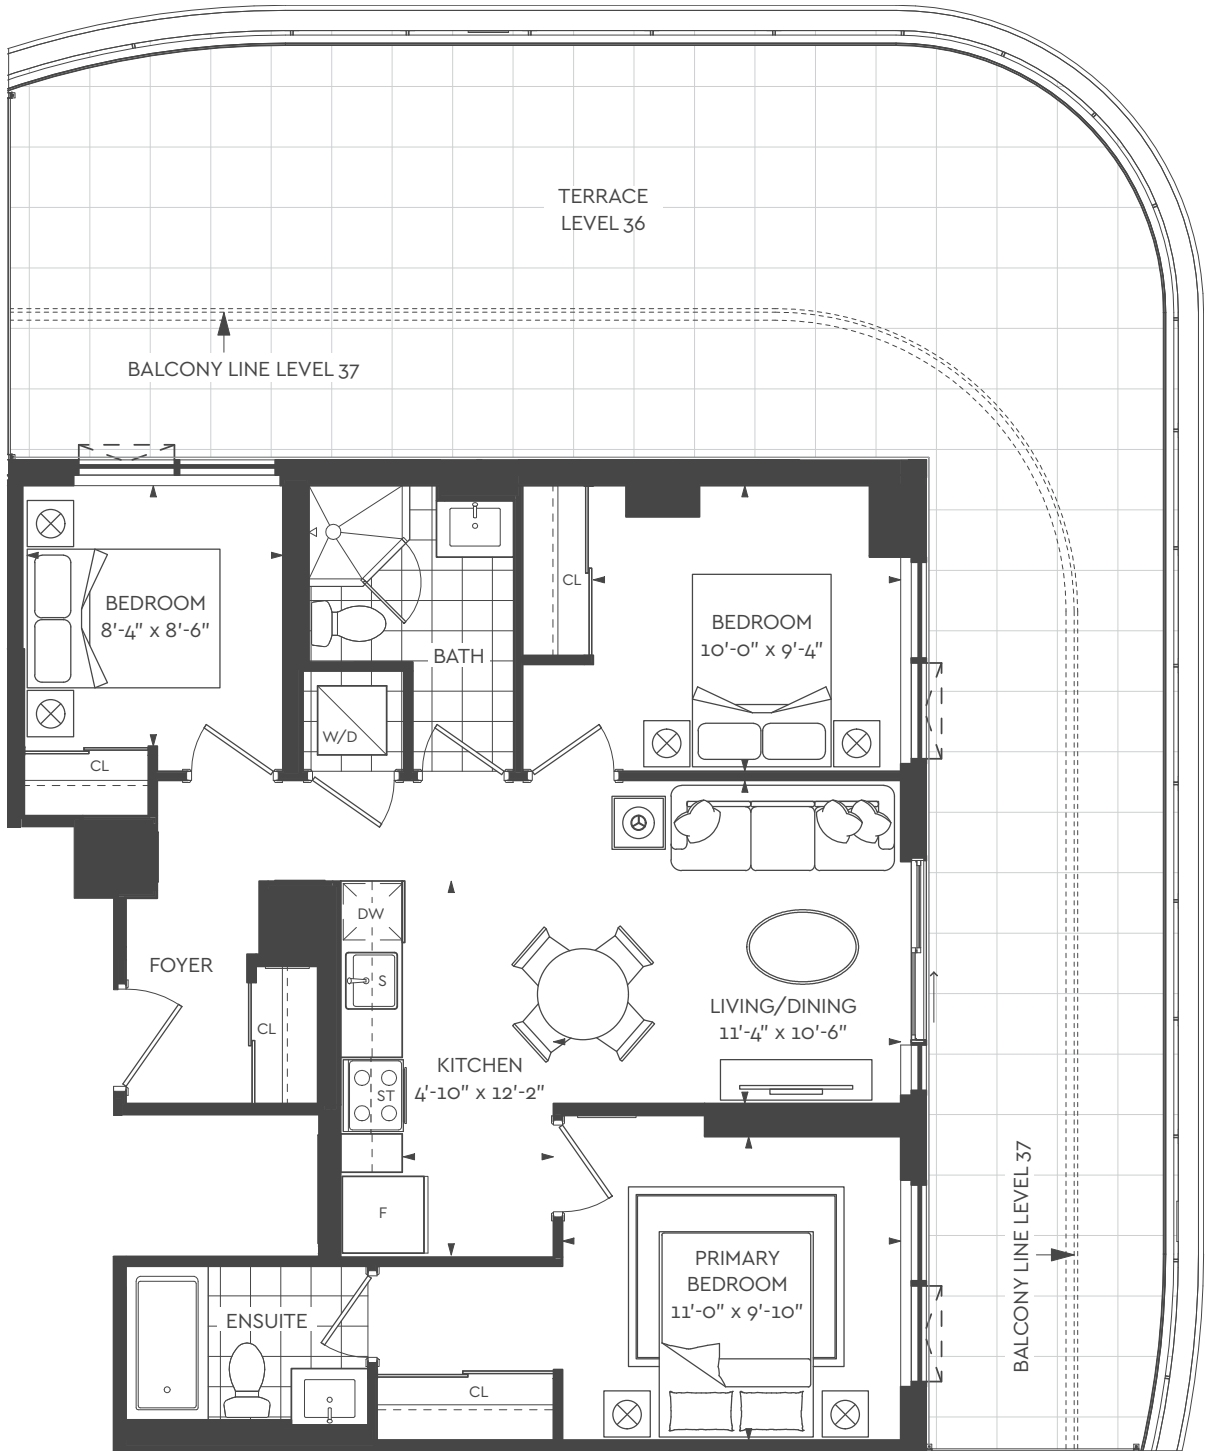 TERRACE
LEVEL 36
BALCONY LINE LEVEL 37
BEDROOM
8'-4" x 8'-6"
CL
W/D
BATH
CL
BEDROOM
10'-0" x 9'-4"
FOYER
CL
DW
S
ST
F
KITCHEN
4'-10" x 12'-2"
LIVING/DINING
11'-4" x 10'-6"
ENSUITE
CL
PRIMARY
BEDROOM
11'-0" x 9'-10"
BALCONY LINE LEVEL 37